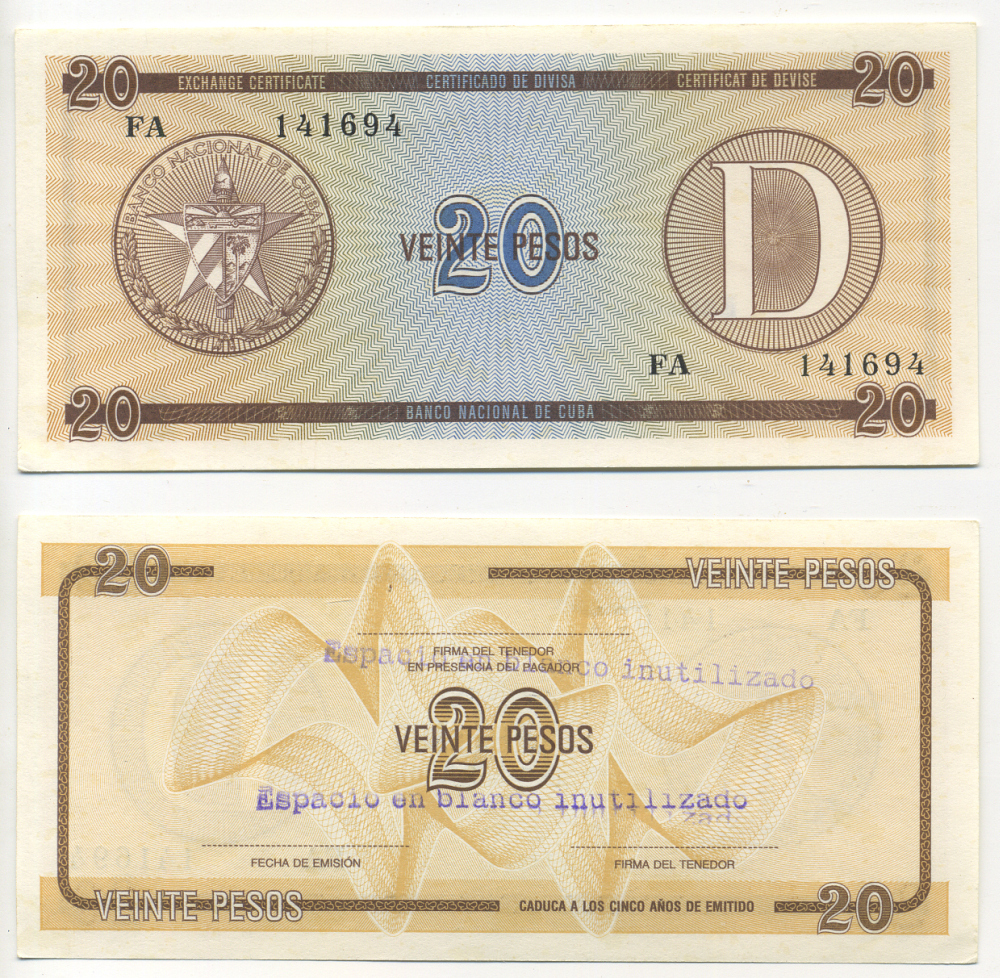 20 EXCHANGE CERTIFICATE CERTIFICADO DE DIVISA CERTIFICAT DE DEVISE 20
FA 141694
BANCO NACIONAL DE CUBA
20
VEINTE PESOS
D
FA 141694
20 BANCO NACIONAL DE CUBA 20
20 VEINTE PESOS
FIRMA DEL TENEDOR
EN PRESENCIA DEL PAGADOR
Espacio en blanco inutilizado
20
VEINTE PESOS
Espacio en blanco inutilizado
FECHA DE EMISIÓN FIRMA DEL TENEDOR
VEINTE PESOS CADUCA A LOS CINCO AÑOS DE EMITIDO 20